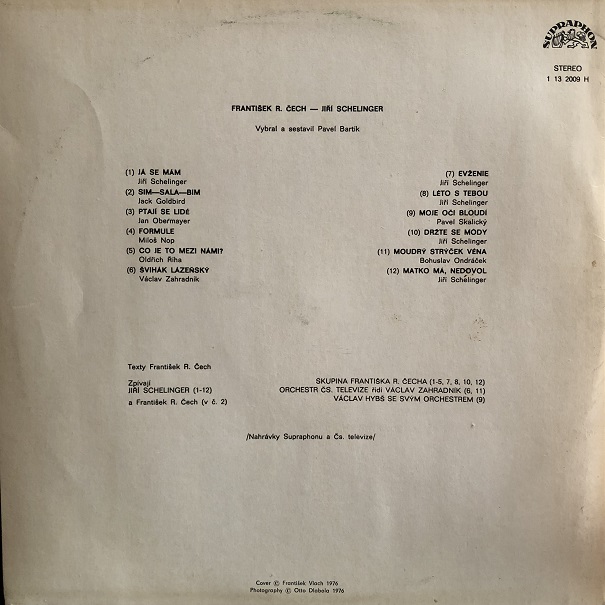 SUPRAPHON
STEREO
1 13 2009 H
FRANTIŠEK R. ČECH — JIŘÍ SCHELINGER
Vybral a sestavil Pavel Bartík
(1) JÁ SE MÁM
Jiří Schelinger
(2) SIM—SALA—BIM
Jack Goldbird
(3) PTAJÍ SE LIDÉ
Jan Obermayer
(4) FORMULE
Miloš Nop
(5) CO JE TO MEZI NÁMI?
Oldřich Říha
(6) ŠVIHÁK LÁZEŇSKÝ
Václav Zahradník
(7) EVŽENIE
Jiří Schelinger
(8) LÉTO S TEBOU
Jiří Schelinger
(9) MOJE OČI BLOUDÍ
Pavel Skalický
(10) DRŽTE SE MÓDY
Jiří Schelinger
(11) MOUDRÝ STRÝČEK VÉNA
Bohuslav Ondráček
(12) MATKO MÁ, NEDOVOL
Jiří Schelinger
Texty František R. Čech
Zpívají
JIŘÍ SCHELINGER (1-12)
a František R. Čech (v č. 2)
SKUPINA FRANTIŠKA R. ČECHA (1-5, 7, 8, 10, 12)
ORCHESTR ČS. TELEVIZE řídí VÁCLAV ZAHRADNÍK (6, 11)
VÁCLAV HYBŠ SE SVÝM ORCHESTREM (9)
/Nahrávky Supraphonu a Čs. televize/
Cover © František Vlach 1976
Photography © Otto Dlabola 1976